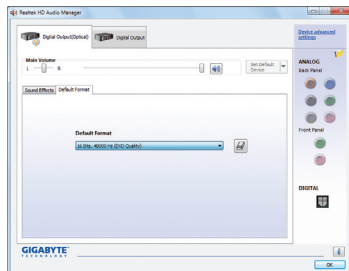 Realtek HD Audio Manager
Digital Output(Optical)
Digital Output
Device advanced
settings
Main Volume
L
R
Set Default
Device
ANALOG
Back Panel
Sound Effects
Default Format
Default Format
16 Bits, 48000 Hz (DVD Quality)
Front Panel
DIGITAL
GIGABYTE
TECHNOLOGY
OK